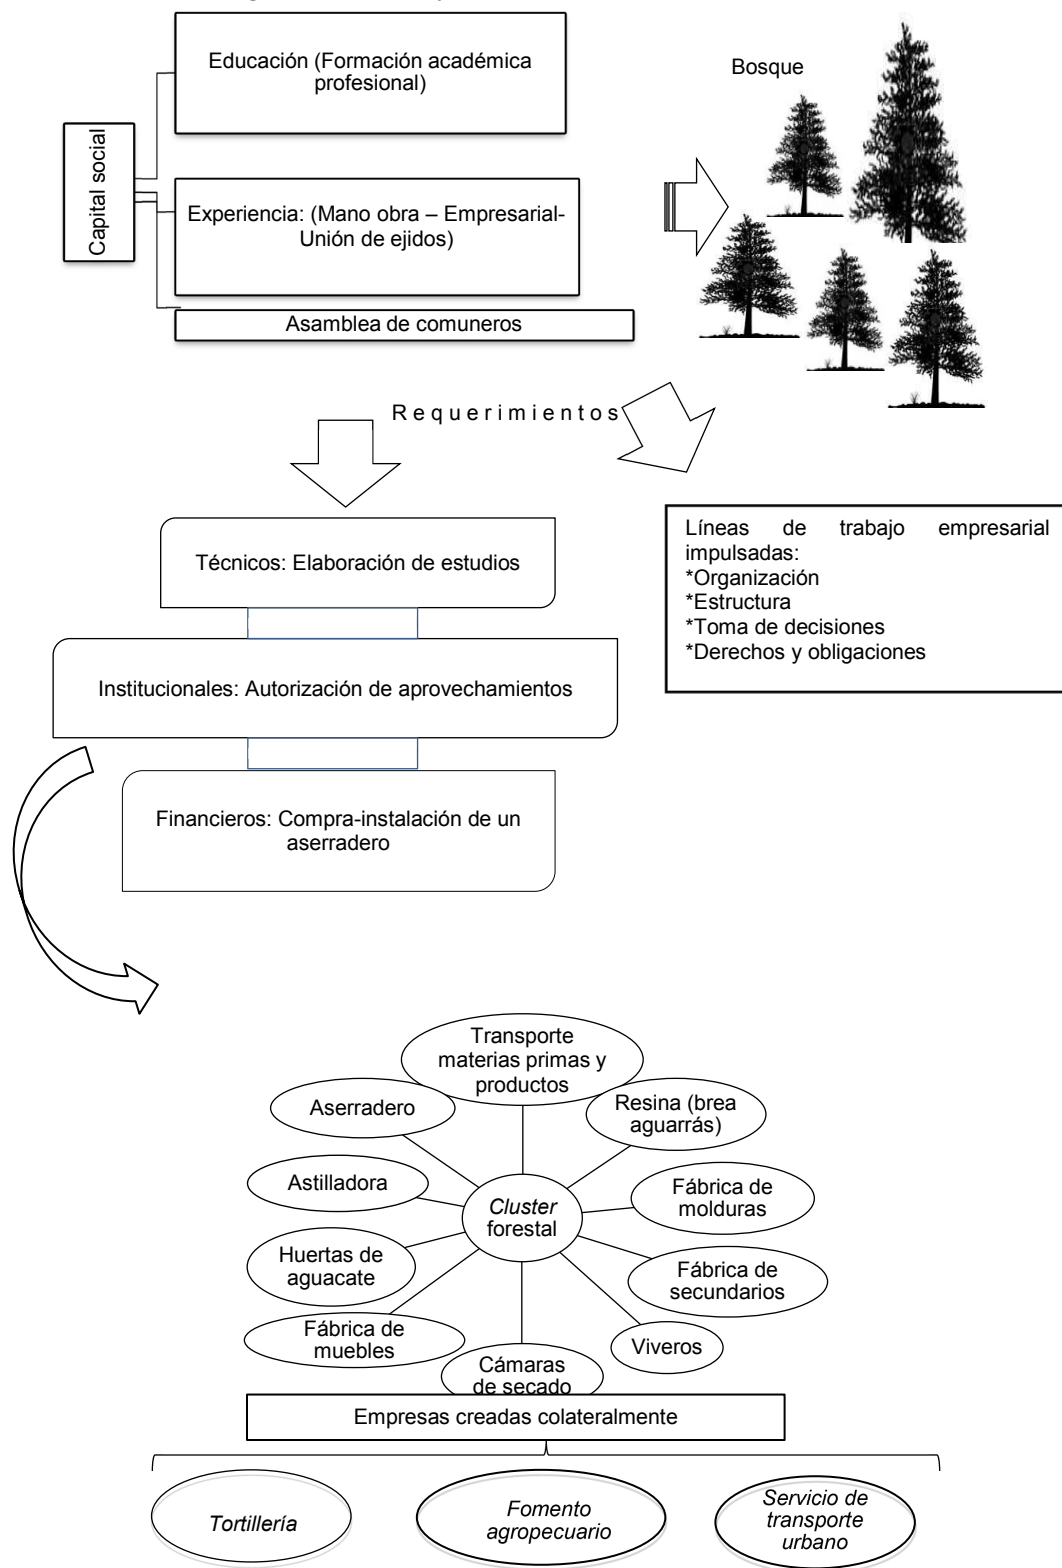 Educación (Formación académica
profesional)
Bosque
Capital social
Experiencia: (Mano obra – Empresarial-
Unión de ejidos)
Asamblea de comuneros
Requerimientos
Técnicos: Elaboración de estudios
Líneas de trabajo empresarial
impulsadas:
*Organización
*Estructura
*Toma de decisiones
*Derechos y obligaciones
Institucionales: Autorización de aprovechamientos
Financieros: Compra-instalación de un
aserradero
Transporte
materias primas y
productos
Aserradero
Resina (brea
aguarrás)
Astilladora
Cluster
forestal
Fábrica de
molduras
Huertas de
aguacate
Fábrica de
secundarios
Fábrica de
muebles
Viveros
Cámaras
de secado
Empresas creadas colateralmente
Tortillería
Fomento
agropecuario
Servicio de
transporte
urbano